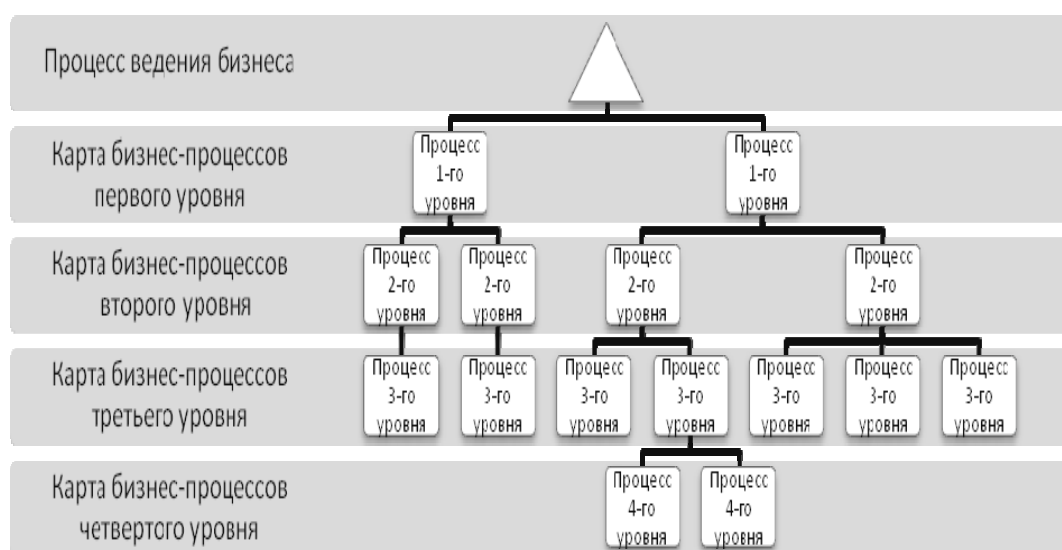 Процесс ведения бизнеса
Карта бизнес-процессов
первого уровня
Процесс
1-го
уровня
Процесс
1-го
уровня
Карта бизнес-процессов
второго уровня
Процесс
2-го
уровня
Процесс
2-го
уровня
Процесс
2-го
уровня
Процесс
2-го
уровня
Карта бизнес-процессов
третьего уровня
Процесс
3-го
уровня
Процесс
3-го
уровня
Процесс
3-го
уровня
Процесс
3-го
уровня
Процесс
3-го
уровня
Процесс
3-го
уровня
Процесс
3-го
уровня
Карта бизнес-процессов
четвертого уровня
Процесс
4-го
уровня
Процесс
4-го
уровня